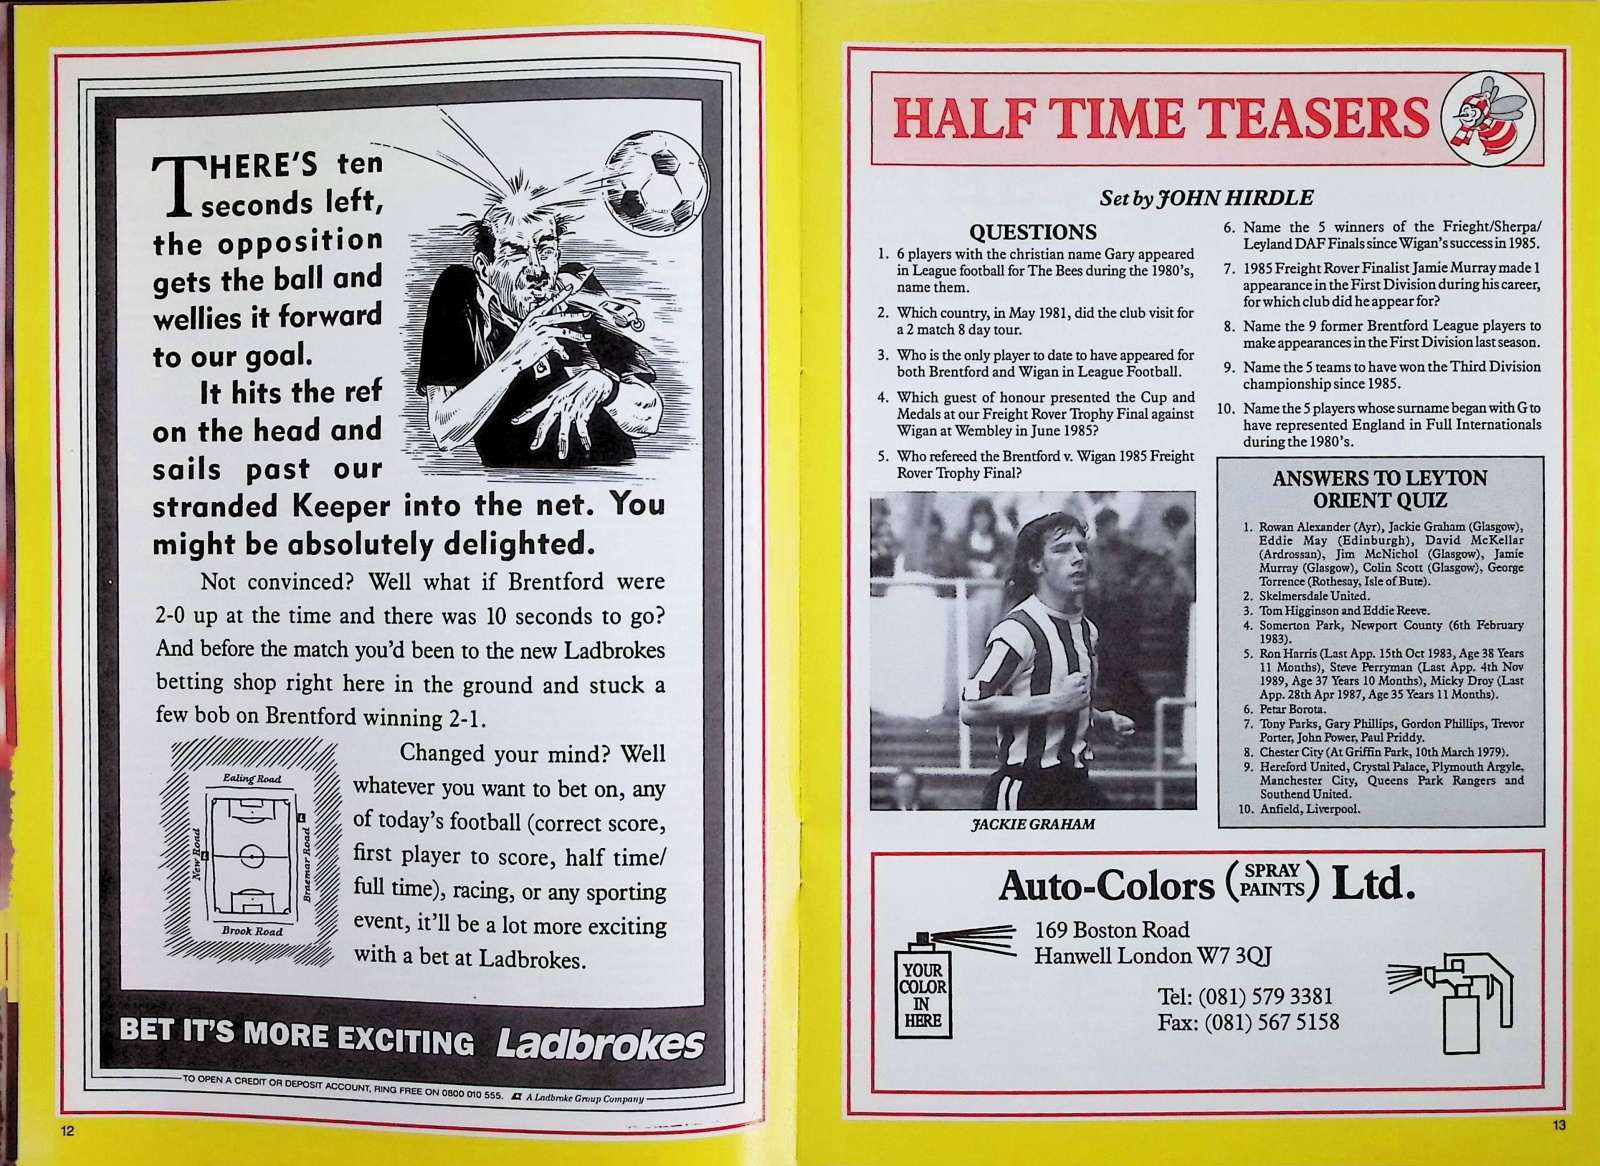 THERE'S ten
seconds left,
the opposition
gets the ball and
wellies it forward
to our goal.
It hits the ref
on the head and
sails past our
stranded Keeper into the net. You
might be absolutely delighted.
Not convinced? Well what if Brentford were
2-0 up at the time and there was 10 seconds to go?
And before the match you'd been to the new Ladbrokes
betting shop right here in the ground and stuck a
few bob on Brentford winning 2-1.
Changed your mind? Well
whatever you want to bet on, any
of today's football (correct score,
first player to score, half time/
full time), racing, or any sporting
event, it'll be a lot more exciting
with a bet at Ladbrokes.
Ealing Road
New Road
Braemar Road
Brook Road
BET IT'S MORE EXCITING Ladbrokes
TO OPEN A CREDIT OR DEPOSIT ACCOUNT, RING FREE ON 0800 010 555. A Ladbroke Group Company
12
HALF TIME TEASERS
Set by JOHN HIRDLE
QUESTIONS
1. 6 players with the christian name Gary appeared
in League football for The Bees during the 1980's,
name them.
2. Which country, in May 1981, did the club visit for
a 2 match 8 day tour.
3. Who is the only player to date to have appeared for
both Brentford and Wigan in League Football.
4. Which guest of honour presented the Cup and
Medals at our Freight Rover Trophy Final against
Wigan at Wembley in June 1985?
5. Who refereed the Brentford v. Wigan 1985 Freight
Rover Trophy Final?
JACKIE GRAHAM
6. Name the 5 winners of the Frieght/Sherpa/
Leyland DAF Finals since Wigan's success in 1985.
7. 1985 Freight Rover Finalist Jamie Murray made 1
appearance in the First Division during his career,
for which club did he appear for?
8. Name the 9 former Brentford League players to
make appearances in the First Division last season.
9. Name the 5 teams to have won the Third Division
championship since 1985.
10. Name the 5 players whose surname began with G to
have represented England in Full Internationals
during the 1980's.
ANSWERS TO LEYTON
ORIENT QUIZ
1. Rowan Alexander (Ayr), Jackie Graham (Glasgow),
Eddie May (Edinburgh), David McKellar
(Ardrossan), Jim McNichol (Glasgow), Jamie
Murray (Glasgow), Colin Scott (Glasgow), George
Torrence (Rothesay, Isle of Bute).
2. Skelmersdale United.
3. Tom Higginson and Eddie Reeve.
4. Somerton Park, Newport County (6th February
1983).
5. Ron Harris (Last App. 15th Oct 1983, Age 38 Years
11 Months), Steve Perryman (Last App. 4th Nov
1989, Age 37 Years 10 Months), Micky Droy (Last
App. 28th Apr 1987, Age 35 Years 11 Months).
6. Petar Borota.
7. Tony Parks, Gary Phillips, Gordon Phillips, Trevor
Porter, John Power, Paul Priddy.
8. Chester City (At Griffin Park, 10th March 1979).
9. Hereford United, Crystal Palace, Plymouth Argyle,
Manchester City, Queens Park Rangers and
Southend United.
10. Anfield, Liverpool.
Auto-Colors (SPRAY PAINTS) Ltd.
169 Boston Road
Hanwell London W7 3QJ
Tel: (081) 579 3381
Fax: (081) 567 5158
YOUR
COLOR
IN
HERE
13